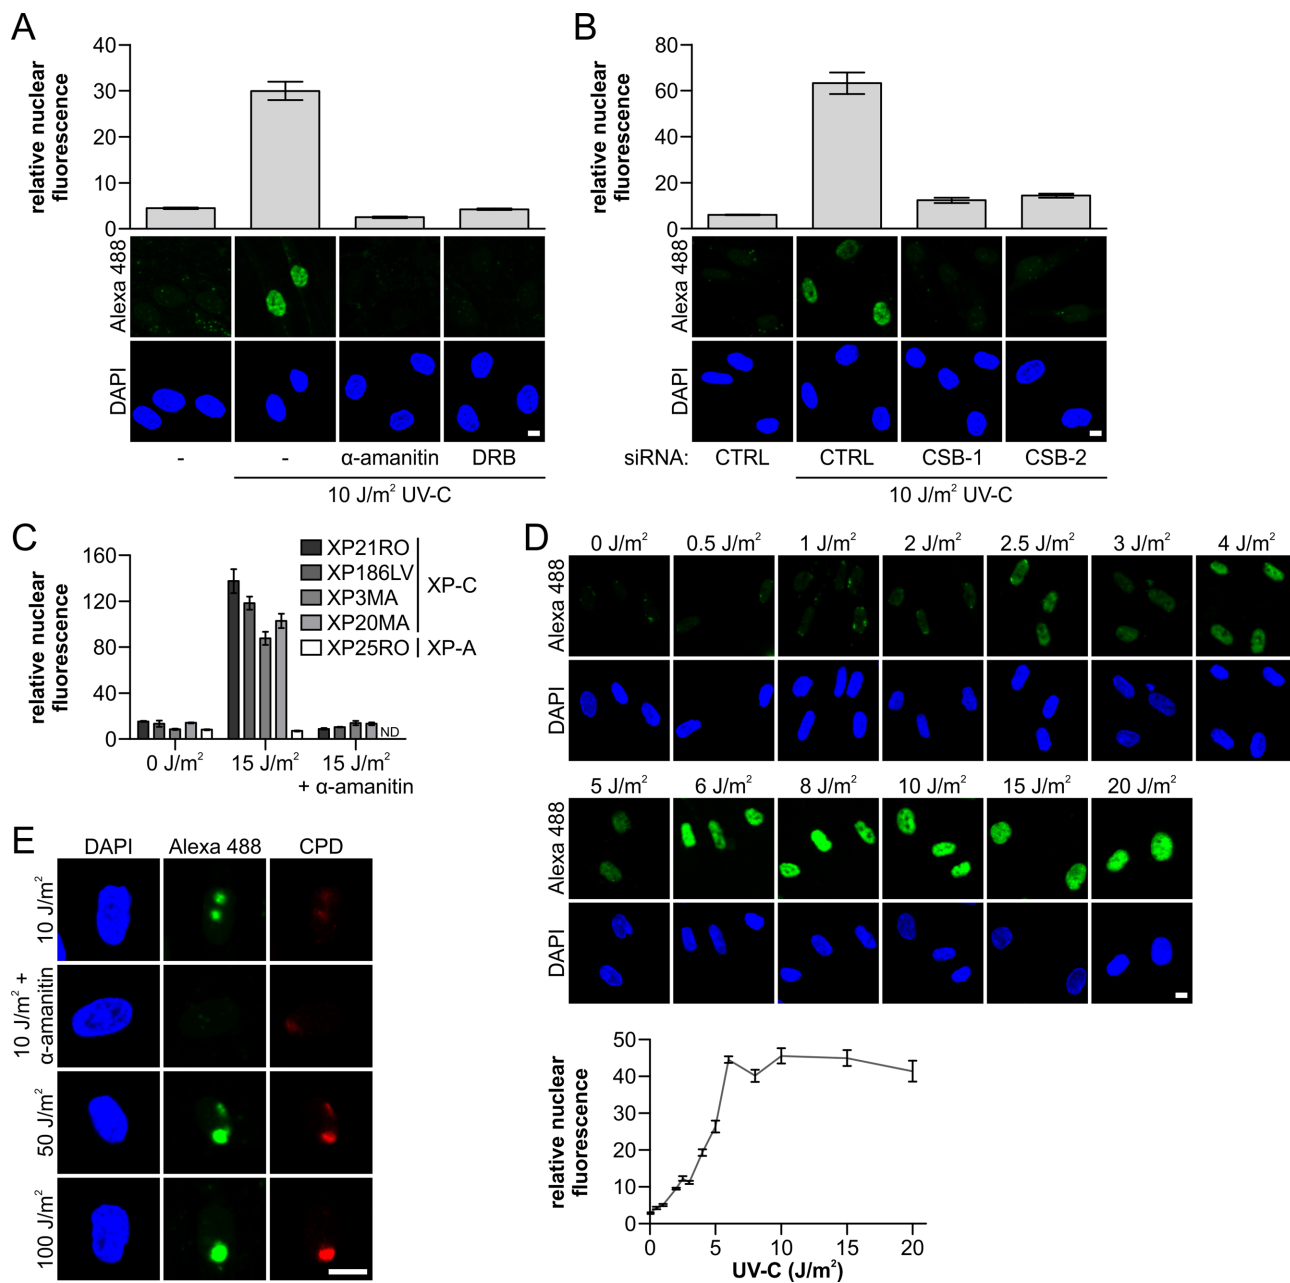 A
relative nuclear
fluorescence
40
30
20
10
0
Alexa 488
DAPI
- - α-amanitin DRB
10 J/m² UV-C
B
relative nuclear
fluorescence
80
60
40
20
0
Alexa 488
DAPI
siRNA: CTRL CTRL CSB-1 CSB-2
10 J/m² UV-C
C
relative nuclear
fluorescence
160
120
80
40
0
XP21RO
XP186LV
XP3MA
XP20MA
XP25RO
XP-C
XP-A
ND
0 J/m² 15 J/m² 15 J/m²
+ α-amanitin
D
0 J/m² 0.5 J/m² 1 J/m² 2 J/m² 2.5 J/m² 3 J/m² 4 J/m²
Alexa 488
DAPI
5 J/m² 6 J/m² 8 J/m² 10 J/m² 15 J/m² 20 J/m²
Alexa 488
DAPI
relative nuclear
fluorescence
50
40
30
20
10
0
0 5 10 15 20
UV-C (J/m²)
E
DAPI Alexa 488 CPD
10 J/m²
10 J/m² +
α-amanitin
50 J/m²
100 J/m²